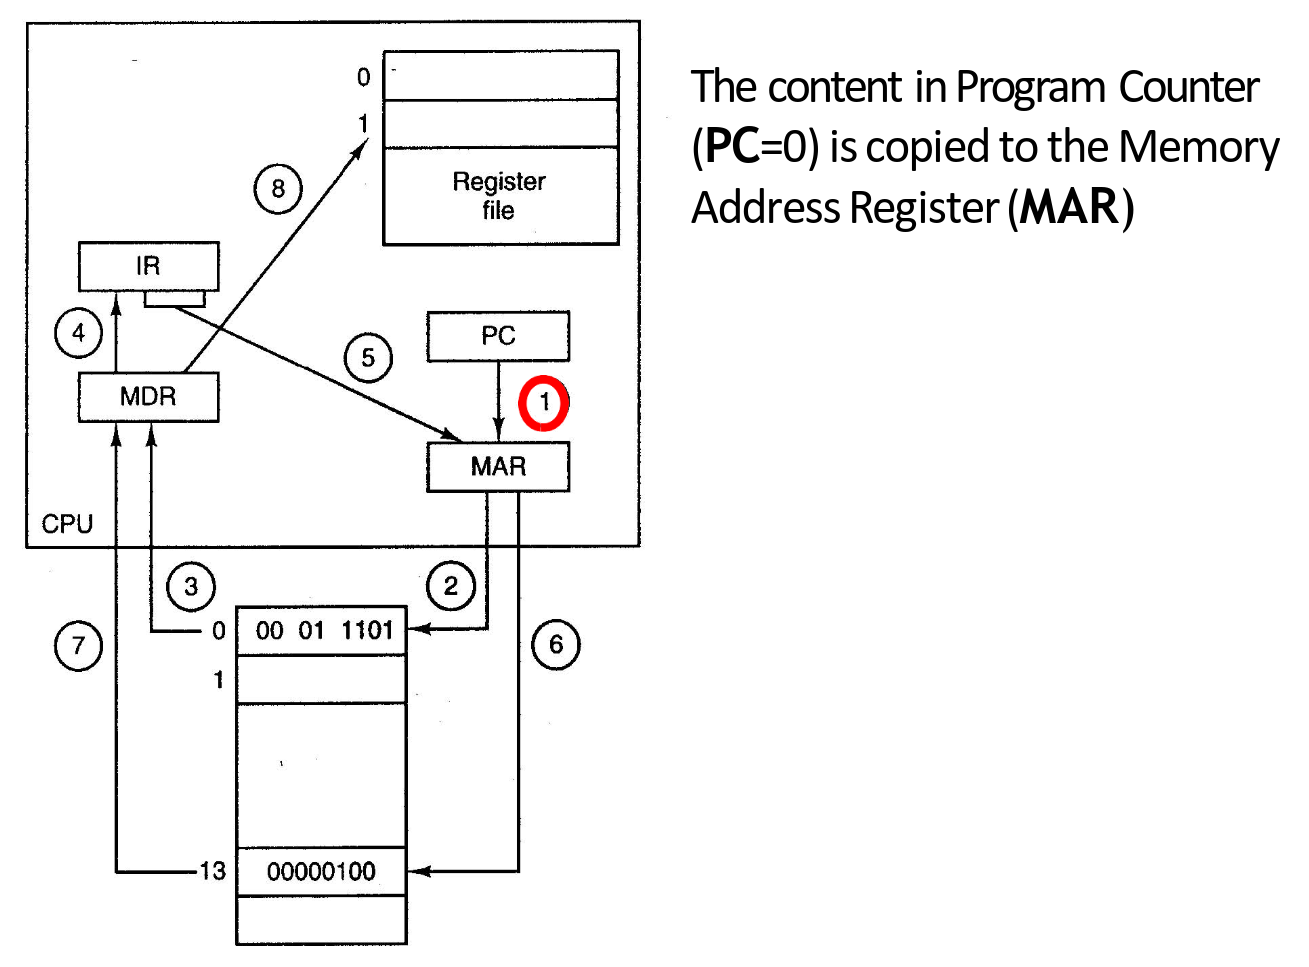 The content in Program Counter
(PC=0) is copied to the Memory
Address Register (MAR)
0
1
Register
file
8
IR
4
5
PC
1
MDR
MAR
CPU
3
2
0
00 01 1101
7
6
1
13
00000100